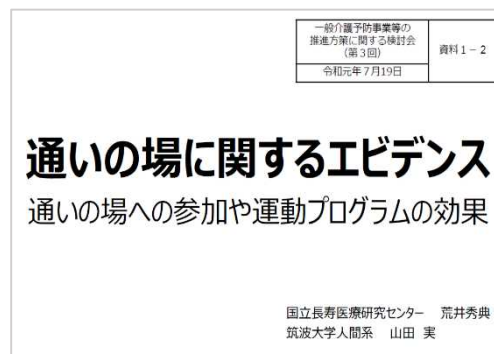 一般介護予防事業等の
推進方策に関する検討会
(第3回)
資料1-2
令和元年7月19日
通いの場に関するエビデンス
通いの場への参加や運動プログラムの効果
国立長寿医療研究センター 荒井秀典
筑波大学人間系 山田 実